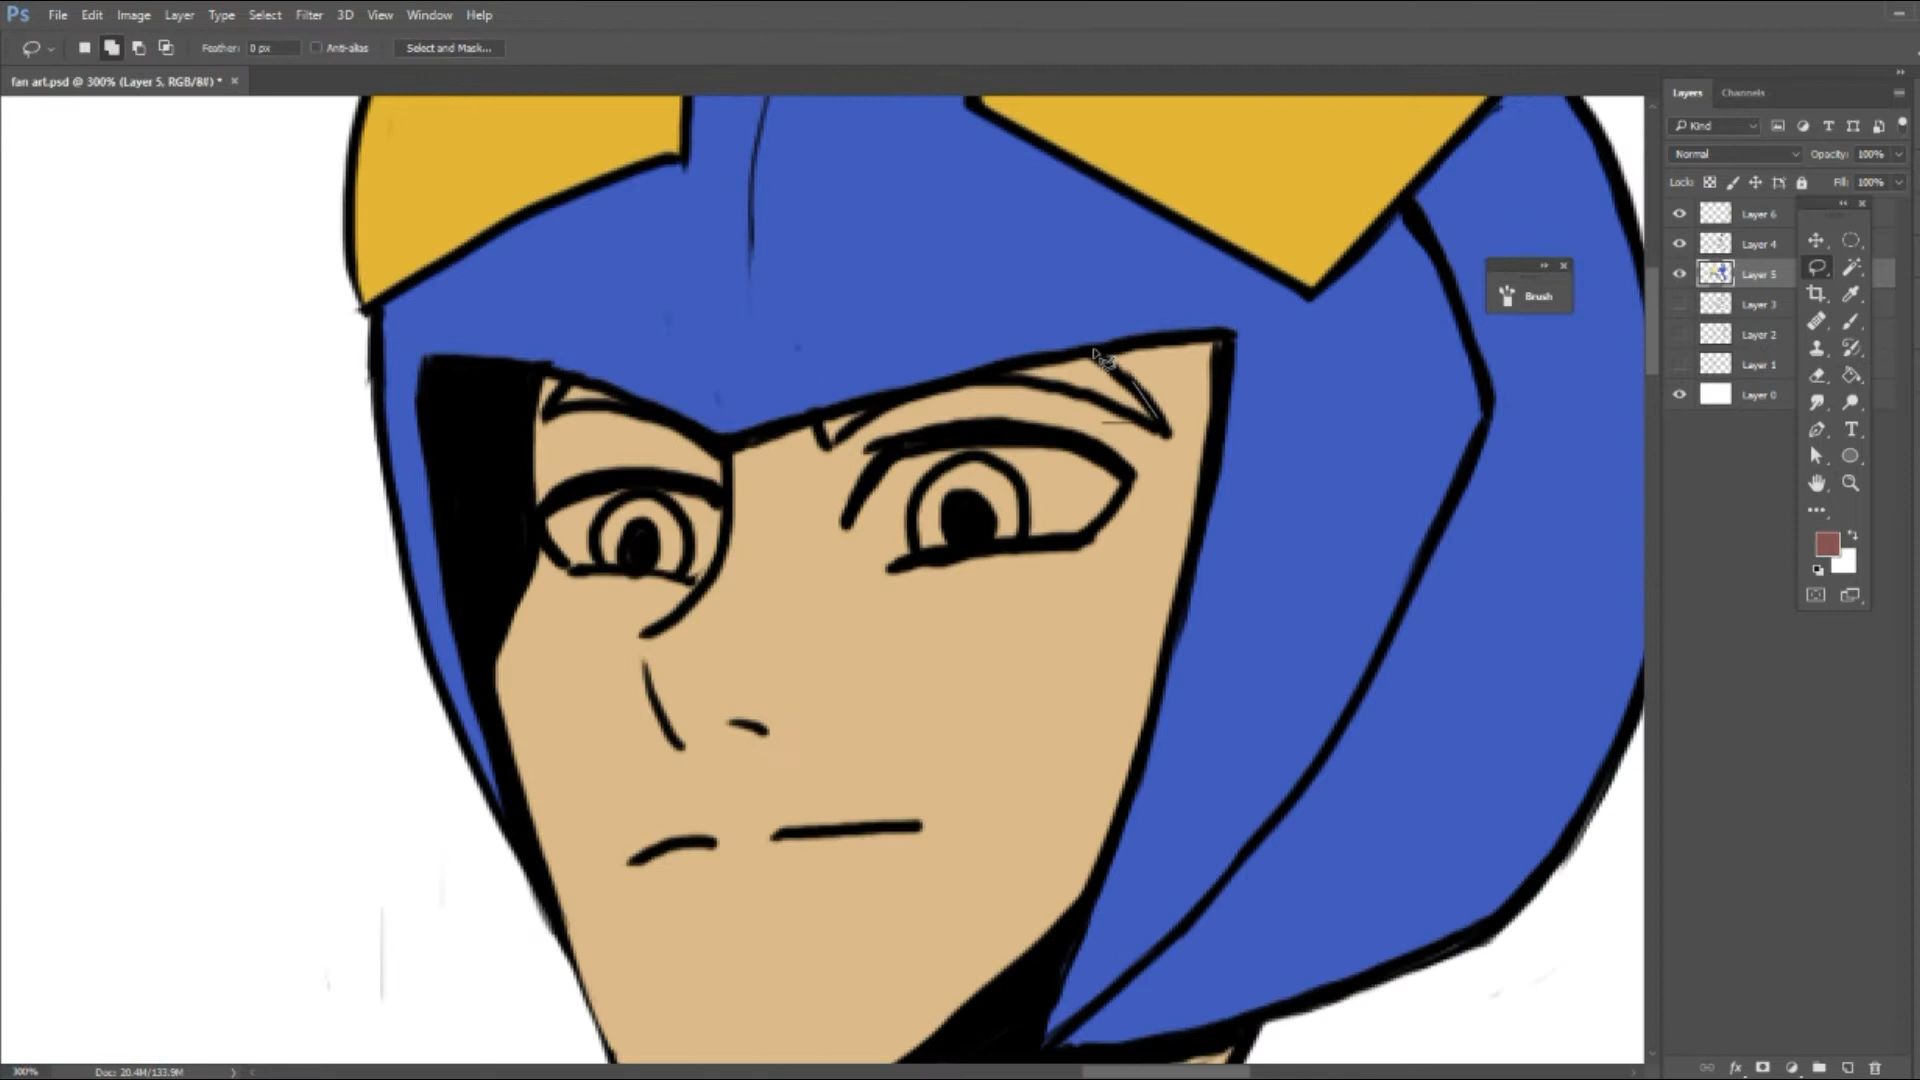 Ps File Edit Image Layer Type Select Filter 3D View Window Help
Feather: 0 px Anti-alias Select and Mask...
fan art.psd @ 300% (Layer 5, RGB/8#) * ×
Layers Channels
Kind
Normal Opacity: 100%
Lock: Fill: 100%
Layer 6
Layer 4
Layer 5
Layer 3
Layer 2
Layer 1
Layer 0
Brush
300% Doc: 20.4M/133.9M